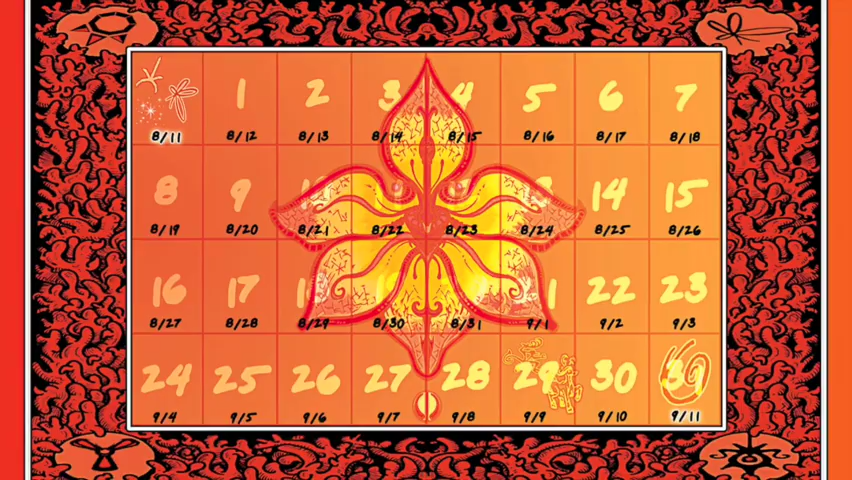 1 2 3 4 5 6 7
8/11 8/12 8/13 8/14 8/15 8/16 8/17 8/18
8 9 14 15
8/19 8/20 8/21 8/22 8/23 8/24 8/25 8/26
16 17 22 23
8/27 8/28 8/29 8/30 8/31 9/1 9/2 9/3
24 25 26 27 28 29 30 31
9/4 9/5 9/6 9/7 9/8 9/9 9/10 9/11